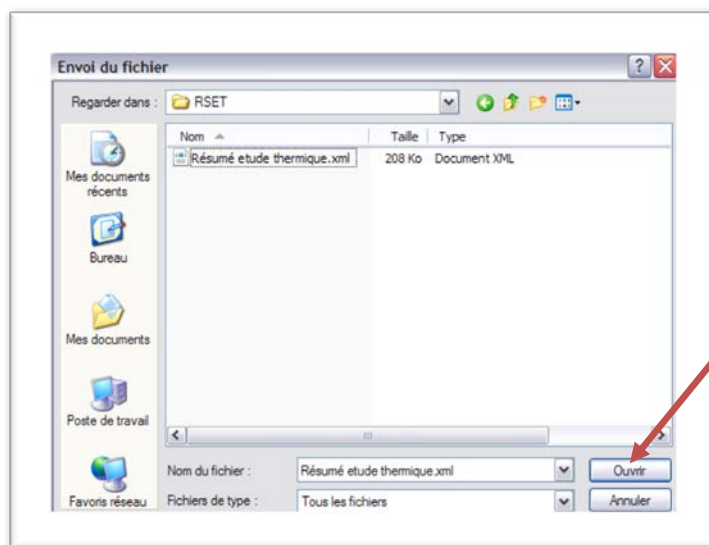 Envoi du fichier
Regarder dans : RSET
Nom Taille Type
Résumé etude thermique.xml 208 Ko Document XML
Mes documents
récents
Bureau
Mes documents
Poste de travail
Favoris réseau
Nom du fichier : Résumé etude thermique.xml Ouvrir
Fichiers de type : Tous les fichiers Annuler